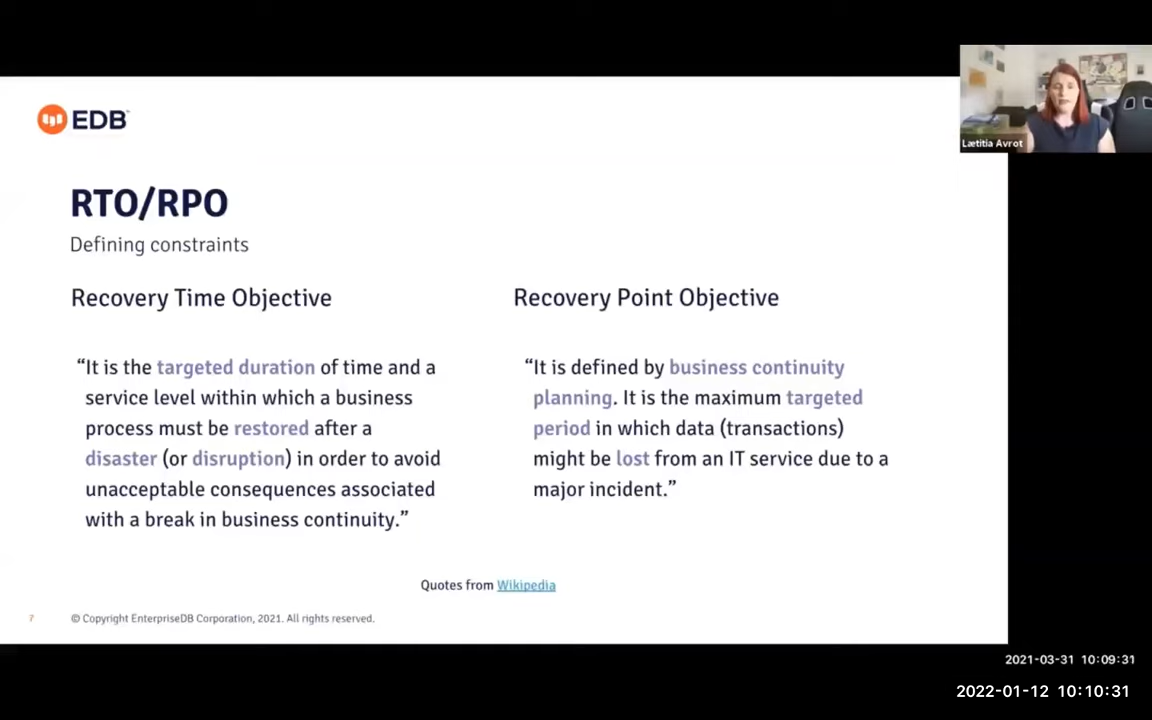 EDB™
Lætitia Avrot
RTO/RPO
Defining constraints
Recovery Time Objective
“It is the targeted duration of time and a
service level within which a business
process must be restored after a
disaster (or disruption) in order to avoid
unacceptable consequences associated
with a break in business continuity.”
Recovery Point Objective
“It is defined by business continuity
planning. It is the maximum targeted
period in which data (transactions)
might be lost from an IT service due to a
major incident.”
Quotes from Wikipedia
7 © Copyright EnterpriseDB Corporation, 2021. All rights reserved.
2021-03-31 10:09:31
2022-01-12 10:10:31